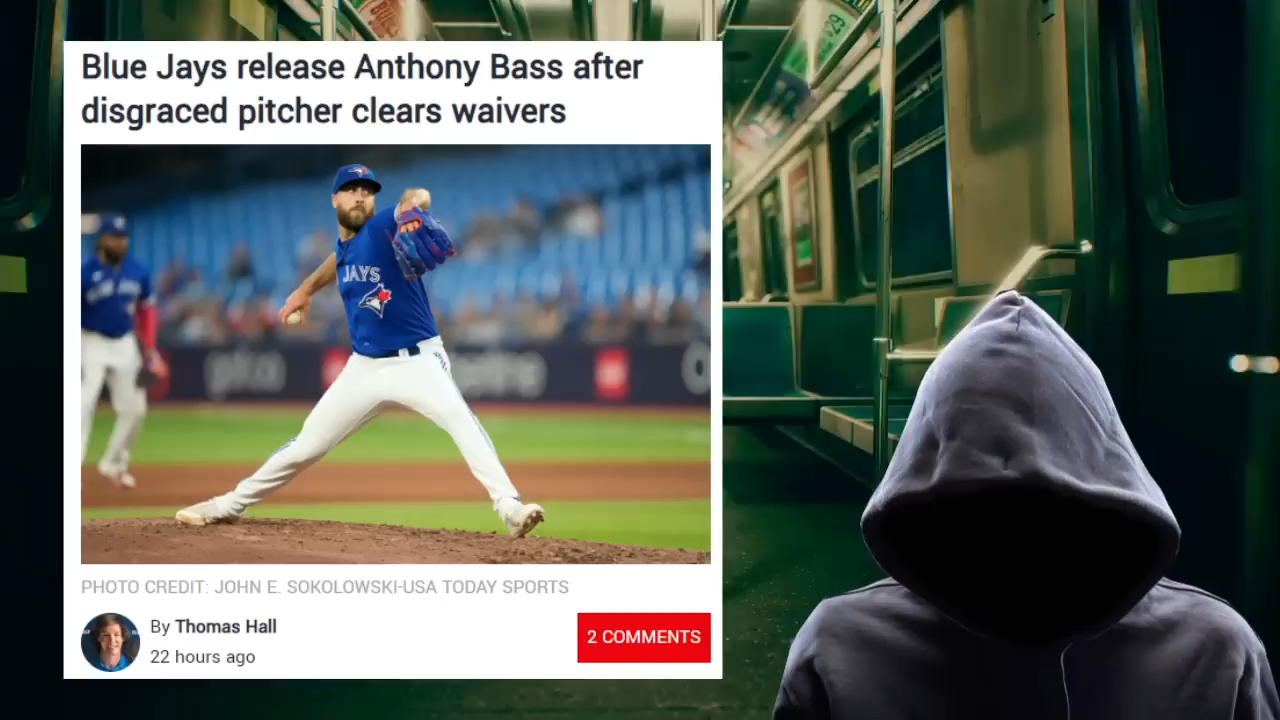 Blue Jays release Anthony Bass after
disgraced pitcher clears waivers
29
JAYS
PHOTO CREDIT: JOHN E. SOKOLOWSKI-USA TODAY SPORTS
By Thomas Hall
22 hours ago
2 COMMENTS